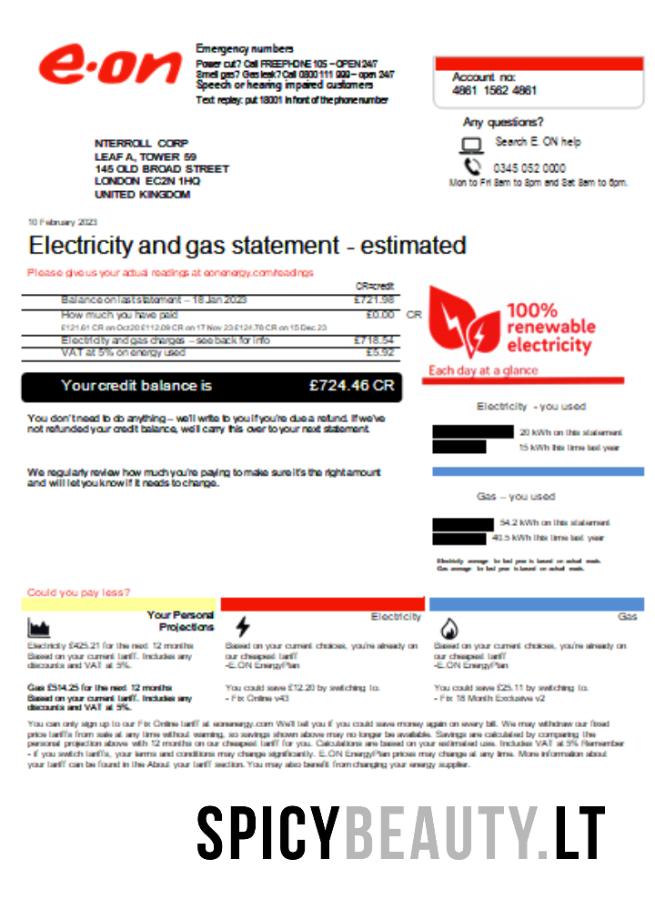 e·on
Emergency numbers
Power cut? Call FREEPHONE 105 – OPEN 24/7
Smell gas? Gas leak? Call 0800 111 999 – open 24/7
Speech or hearing impaired customers
Text replay: put 18001 in front of the phone number
Account no:
4861 1562 4861
Any questions?
Search E. ON help
0345 052 0000
Mon to Fri 8am to 8pm and Sat 8am to 6pm.
NTERROLL CORP
LEAF A, TOWER 59
145 OLD BROAD STREET
LONDON EC2N 1HQ
UNITED KINGDOM
10 February 2023
Electricity and gas statement - estimated
Please give us your actual readings at eonenergy.com/readings
CR=credit
Balance on last statement – 18 Jan 2023 £721.98
How much you have paid £0.00 CR
£121.61 CR on Oct 20 £112.09 CR on 17 Nov 23 £124.78 CR on 15 Dec 23
Electricity and gas charges – see back for info £718.54
VAT at 5% on energy used £5.92
Your credit balance is £724.46 CR
You don't need to do anything – we'll write to you if you're due a refund. If we've
not refunded your credit balance, we'll carry this over to your next statement.
We regularly review how much you're paying to make sure it's the right amount
and will let you know if it needs to change.
100%
renewable
electricity
Each day at a glance
Electricity - you used
20 kWh on this statement
15 kWh this time last year
Gas – you used
54.2 kWh on this statement
40.5 kWh this time last year
Electricity average for last year is based on actual reads.
Gas average for last year is based on actual reads.
Could you pay less?
Your Personal
Projections
Electricity £425.21 for the next 12 months
Based on your current tariff. Includes any
discounts and VAT at 5%.
Gas £514.25 for the next 12 months
Based on your current tariff. Includes any
discounts and VAT at 5%.
Electricity
Based on your current choices, you're already on
our cheapest tariff
-E.ON EnergyPlan
You could save £12.20 by switching to.
- Fix Online v43
Gas
Based on your current choices, you're already on
our cheapest tariff
-E.ON EnergyPlan
You could save £25.11 by switching to.
- Fix 18 Month Exclusive v2
You can only sign up to our Fix Online tariff at eonenergy.com We'll tell you if you could save money again on every bill. We may withdraw our fixed
price tariffs from sale at any time without warning, so savings shown above may no longer be available. Savings are calculated by comparing the
personal projection above with 12 months on our cheapest tariff for you. Calculations are based on your estimated use. Includes VAT at 5% Remember
- if you switch tariffs, your terms and conditions may change significantly. E.ON EnergyPlan prices may change at any time. More information about
your tariff can be found in the About your tariff section. You may also benefit from changing your energy supplier.
SPICYBEAUTY.LT